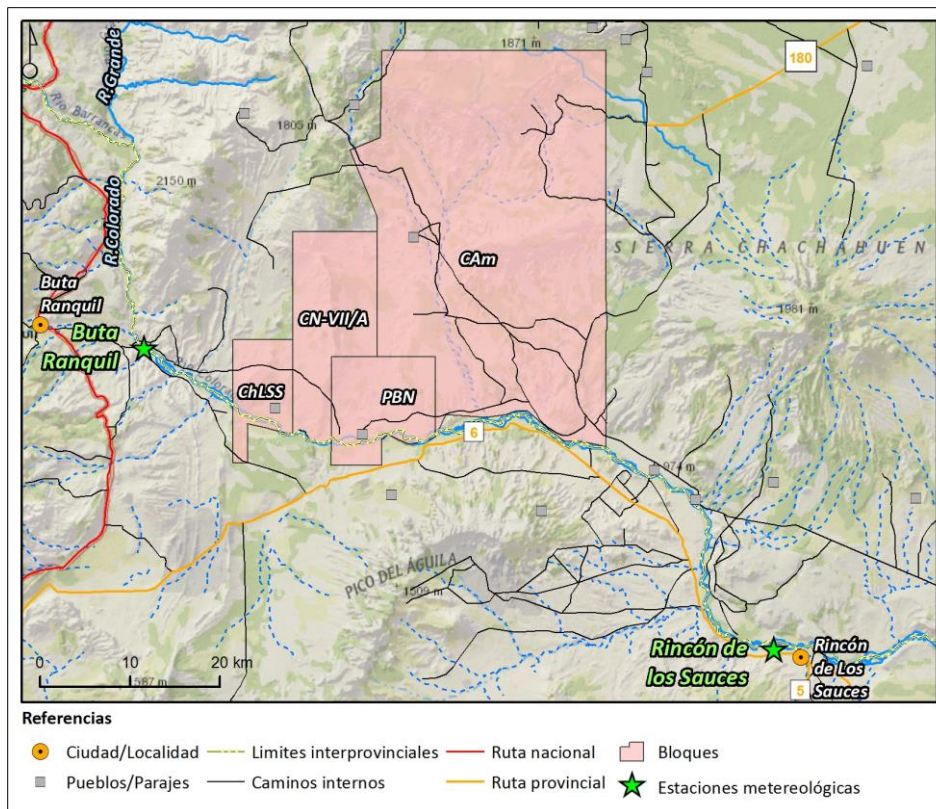 1871 m
180
R.Grande
Río Barrancas
1805 m
2150 m
R.Colorado
SIERRA CHACHAHUÉN
CAm
Buta
Ranquil
CN-VII/A
1981 m
Buta
Ranquil
ChLSS
PBN
6
974 m
PICO DEL ÁGUILA
1509 m
Rincón de
los Sauces
Rincón
de Los
Sauces
5
0 10 20 km
587 m
Referencias
Ciudad/Localidad
Limites interprovinciales
Ruta nacional
Bloques
Pueblos/Parajes
Caminos internos
Ruta provincial
Estaciones metereológicas